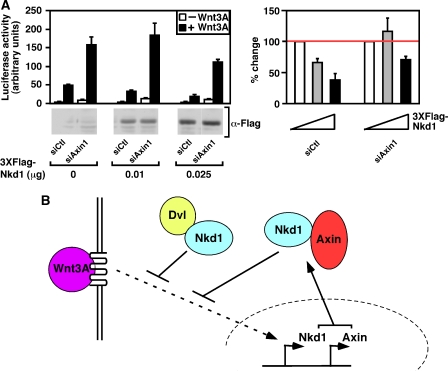 A
Luciferase activity
(arbitrary units)
250
200
150
100
50
0
− Wnt3A
+ Wnt3A
siCtl
siAxin1
siCtl
siAxin1
siCtl
siAxin1
α-Flag
3XFlag-
Nkd1 (µg)
0
0.01
0.025
% change
150
100
50
0
3XFlag-
Nkd1
siCtl
siAxin1
B
Dvl
Nkd1
Nkd1
Axin
Wnt3A
Nkd1
Axin